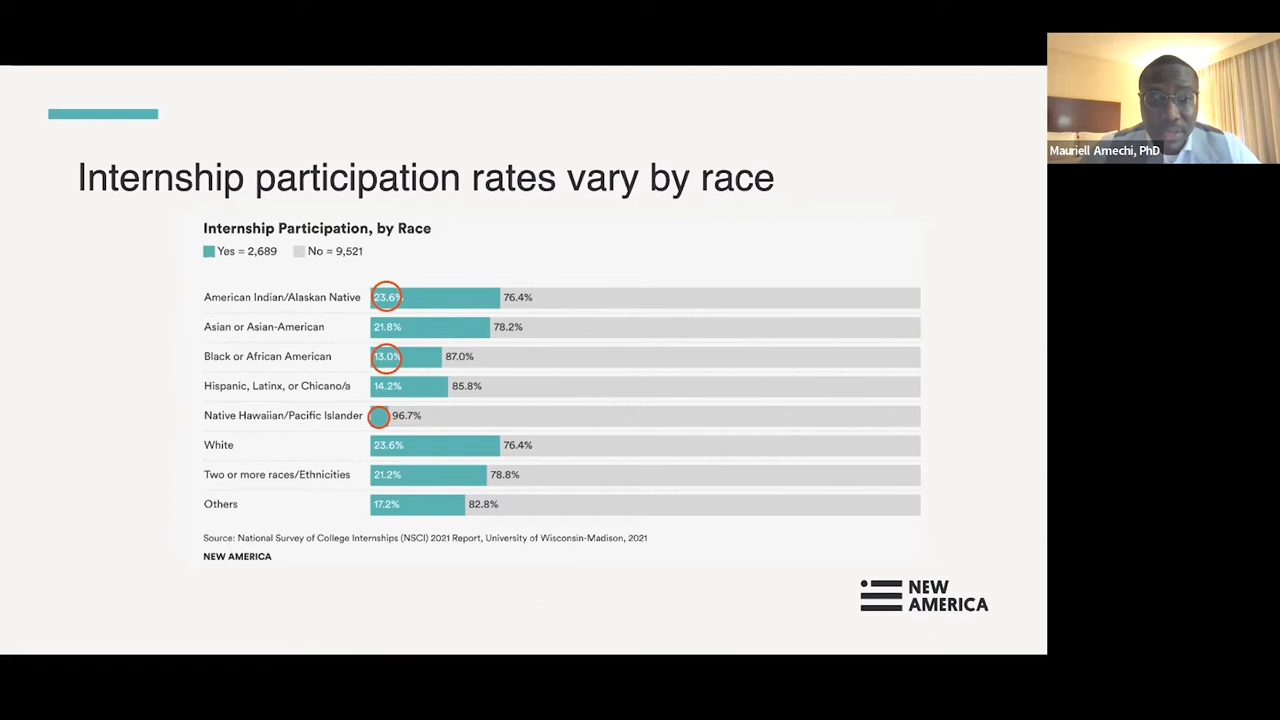 Internship participation rates vary by race
Internship Participation, by Race
Yes = 2,689 No = 9,521
American Indian/Alaskan Native 23.6% 76.4%
Asian or Asian-American 21.8% 78.2%
Black or African American 13.0% 87.0%
Hispanic, Latinx, or Chicano/a 14.2% 85.8%
Native Hawaiian/Pacific Islander 96.7%
White 23.6% 76.4%
Two or more races/Ethnicities 21.2% 78.8%
Others 17.2% 82.8%
Source: National Survey of College Internships (NSCI) 2021 Report, University of Wisconsin-Madison, 2021
NEW AMERICA
NEW
AMERICA
Mauriell Amechi, PhD